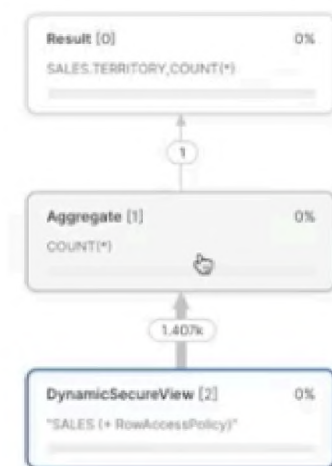 Result [0] 0%
SALES.TERRITORY,COUNT(*)
1
Aggregate [1] 0%
COUNT(*)
1.407k
DynamicSecureView [2] 0%
"SALES (+ RowAccessPolicy)"